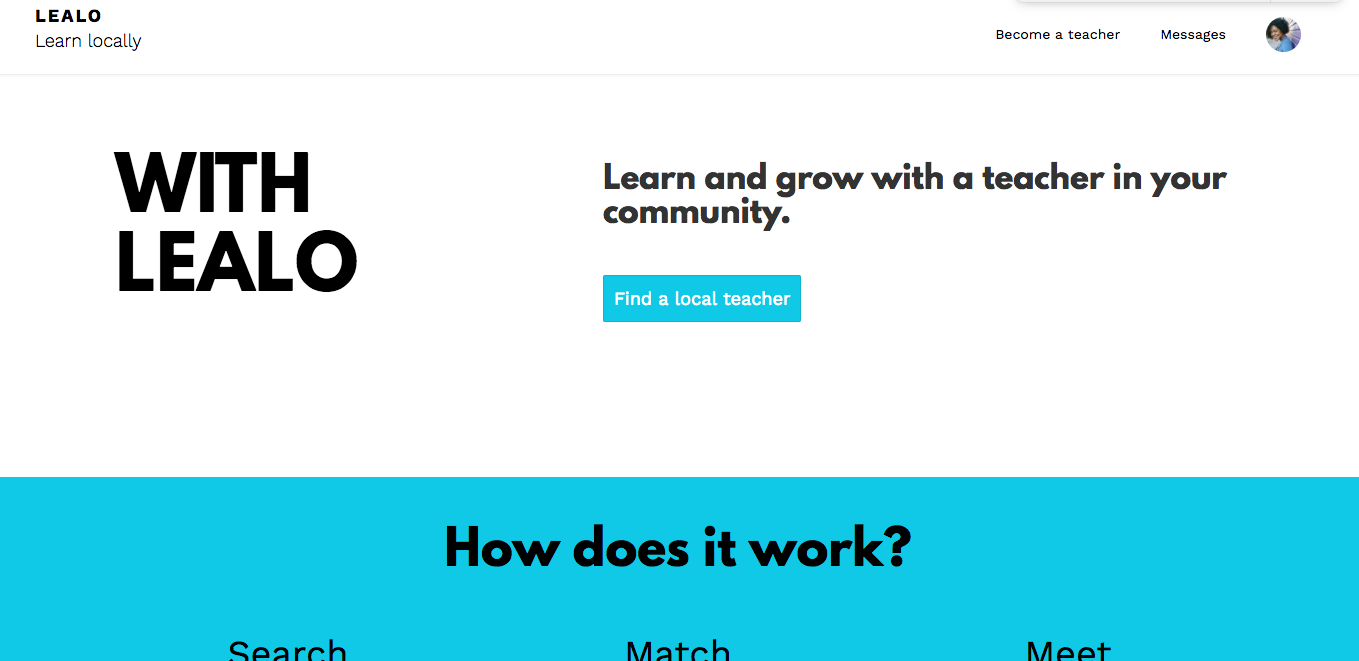 LEALO
Learn locally
Become a teacher
Messages
WITH
LEALO
Learn and grow with a teacher in your
community.
Find a local teacher
How does it work?
Search
Match
Meet